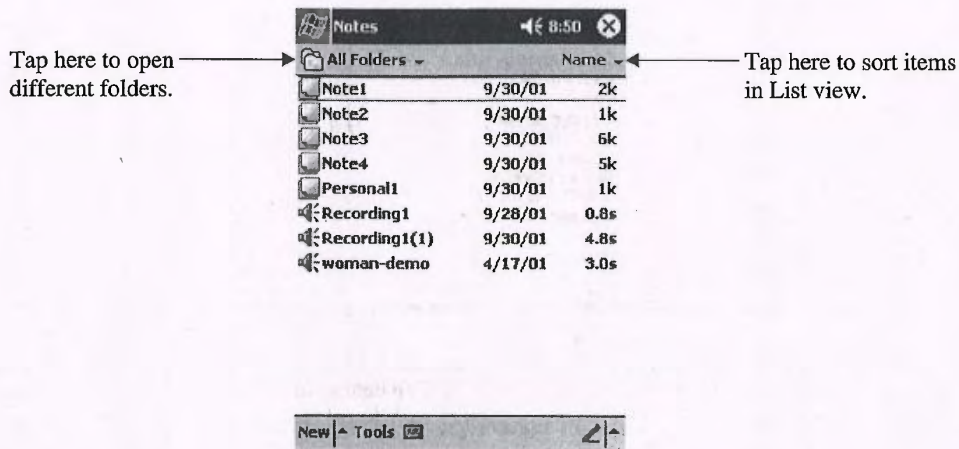 Notes 8:50
Tap here to open
different folders.
All Folders Name
Tap here to sort items
in List view.
Note1 9/30/01 2k
Note2 9/30/01 1k
Note3 9/30/01 6k
Note4 9/30/01 5k
Personal1 9/30/01 1k
Recording1 9/28/01 0.8s
Recording1(1) 9/30/01 4.8s
woman-demo 4/17/01 3.0s
New Tools